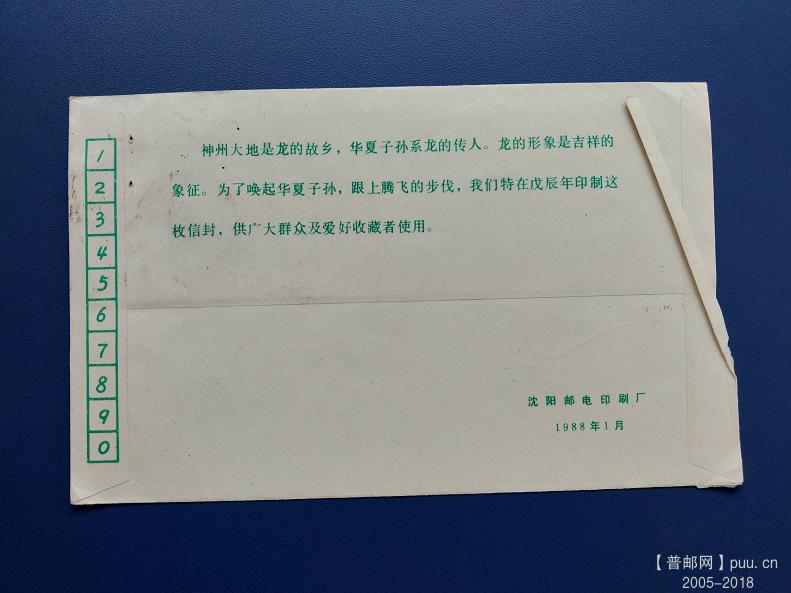 神州大地是龙的故乡，华夏子孙系龙的传人。龙的形象是吉祥的
象征。为了唤起华夏子孙，跟上腾飞的步伐，我们特在戊辰年印制这
枚信封，供广大群众及爱好收藏者使用。
1
2
3
4
5
6
7
8
9
0
沈阳邮电印刷厂
1988年1月
【普邮网】puu.cn
2005-2018